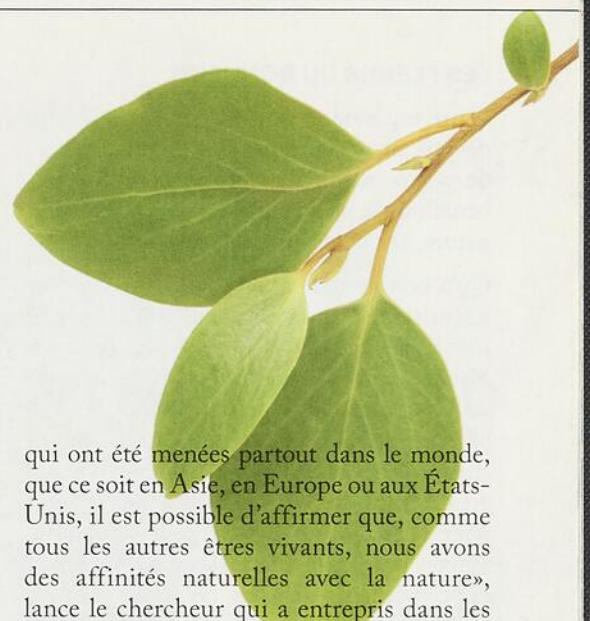 qui ont été menées partout dans le monde,
que ce soit en Asie, en Europe ou aux États-
Unis, il est possible d'affirmer que, comme
tous les autres êtres vivants, nous avons
des affinités naturelles avec la nature»,
lance le chercheur qui a entrepris dans les